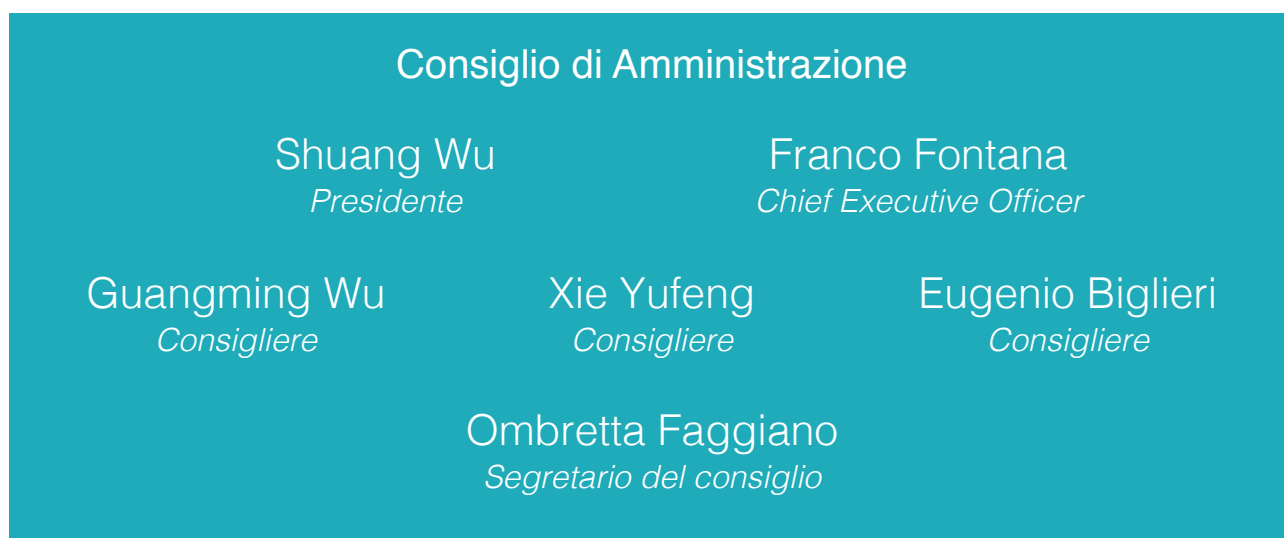 Consiglio di Amministrazione
Shuang Wu Franco Fontana
Presidente Chief Executive Officer
Guangming Wu Xie Yufeng Eugenio Biglieri
Consigliere Consigliere Consigliere
Ombretta Faggiano
Segretario del consiglio